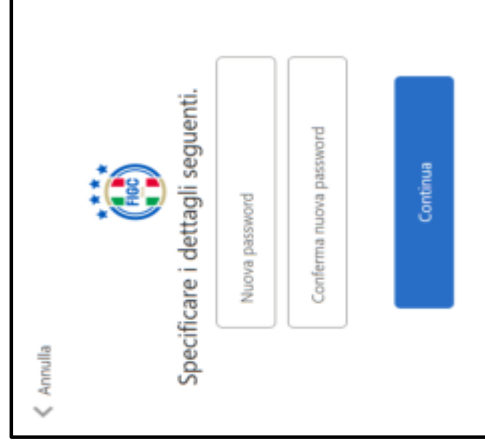 Annulla
FIGC
Specificare i dettagli seguenti.
Nuova password
Conferma nuova password
Continua